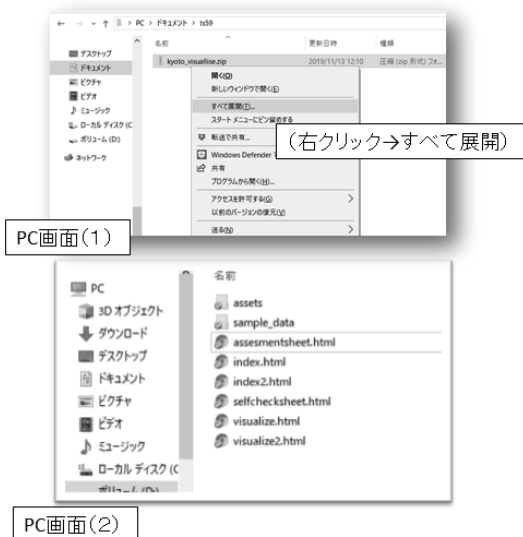 PC > ドキュメント > ts59
名前 更新日時 種類
デスクトップ
ドキュメント
ピクチャ
ビデオ
ミュージック
ローカル ディスク (C
ボリューム (D:)
ネットワーク
kyoto_visuallise.zip 2019/11/13 12:10 圧縮 (zip 形式) フォ...
開く(O)
新しいウィンドウで開く(E)
すべて展開(T)...
スタート メニューにピン留めする
転送で共有...
Windows Defender
共有
プログラムから開く(H)...
アクセスを許可する(G)
以前のバージョンの復元(V)
送る(N)
(右クリック→すべて展開)
PC画面(1)
名前
PC
3D オブジェクト
ダウンロード
デスクトップ
ドキュメント
ピクチャ
ビデオ
ミュージック
ローカル ディスク (C
ボリューム (D:)
assets
sample_data
assesmentsheet.html
index.html
index2.html
selfchecksheet.html
visualize.html
visualize2.html
PC画面(2)